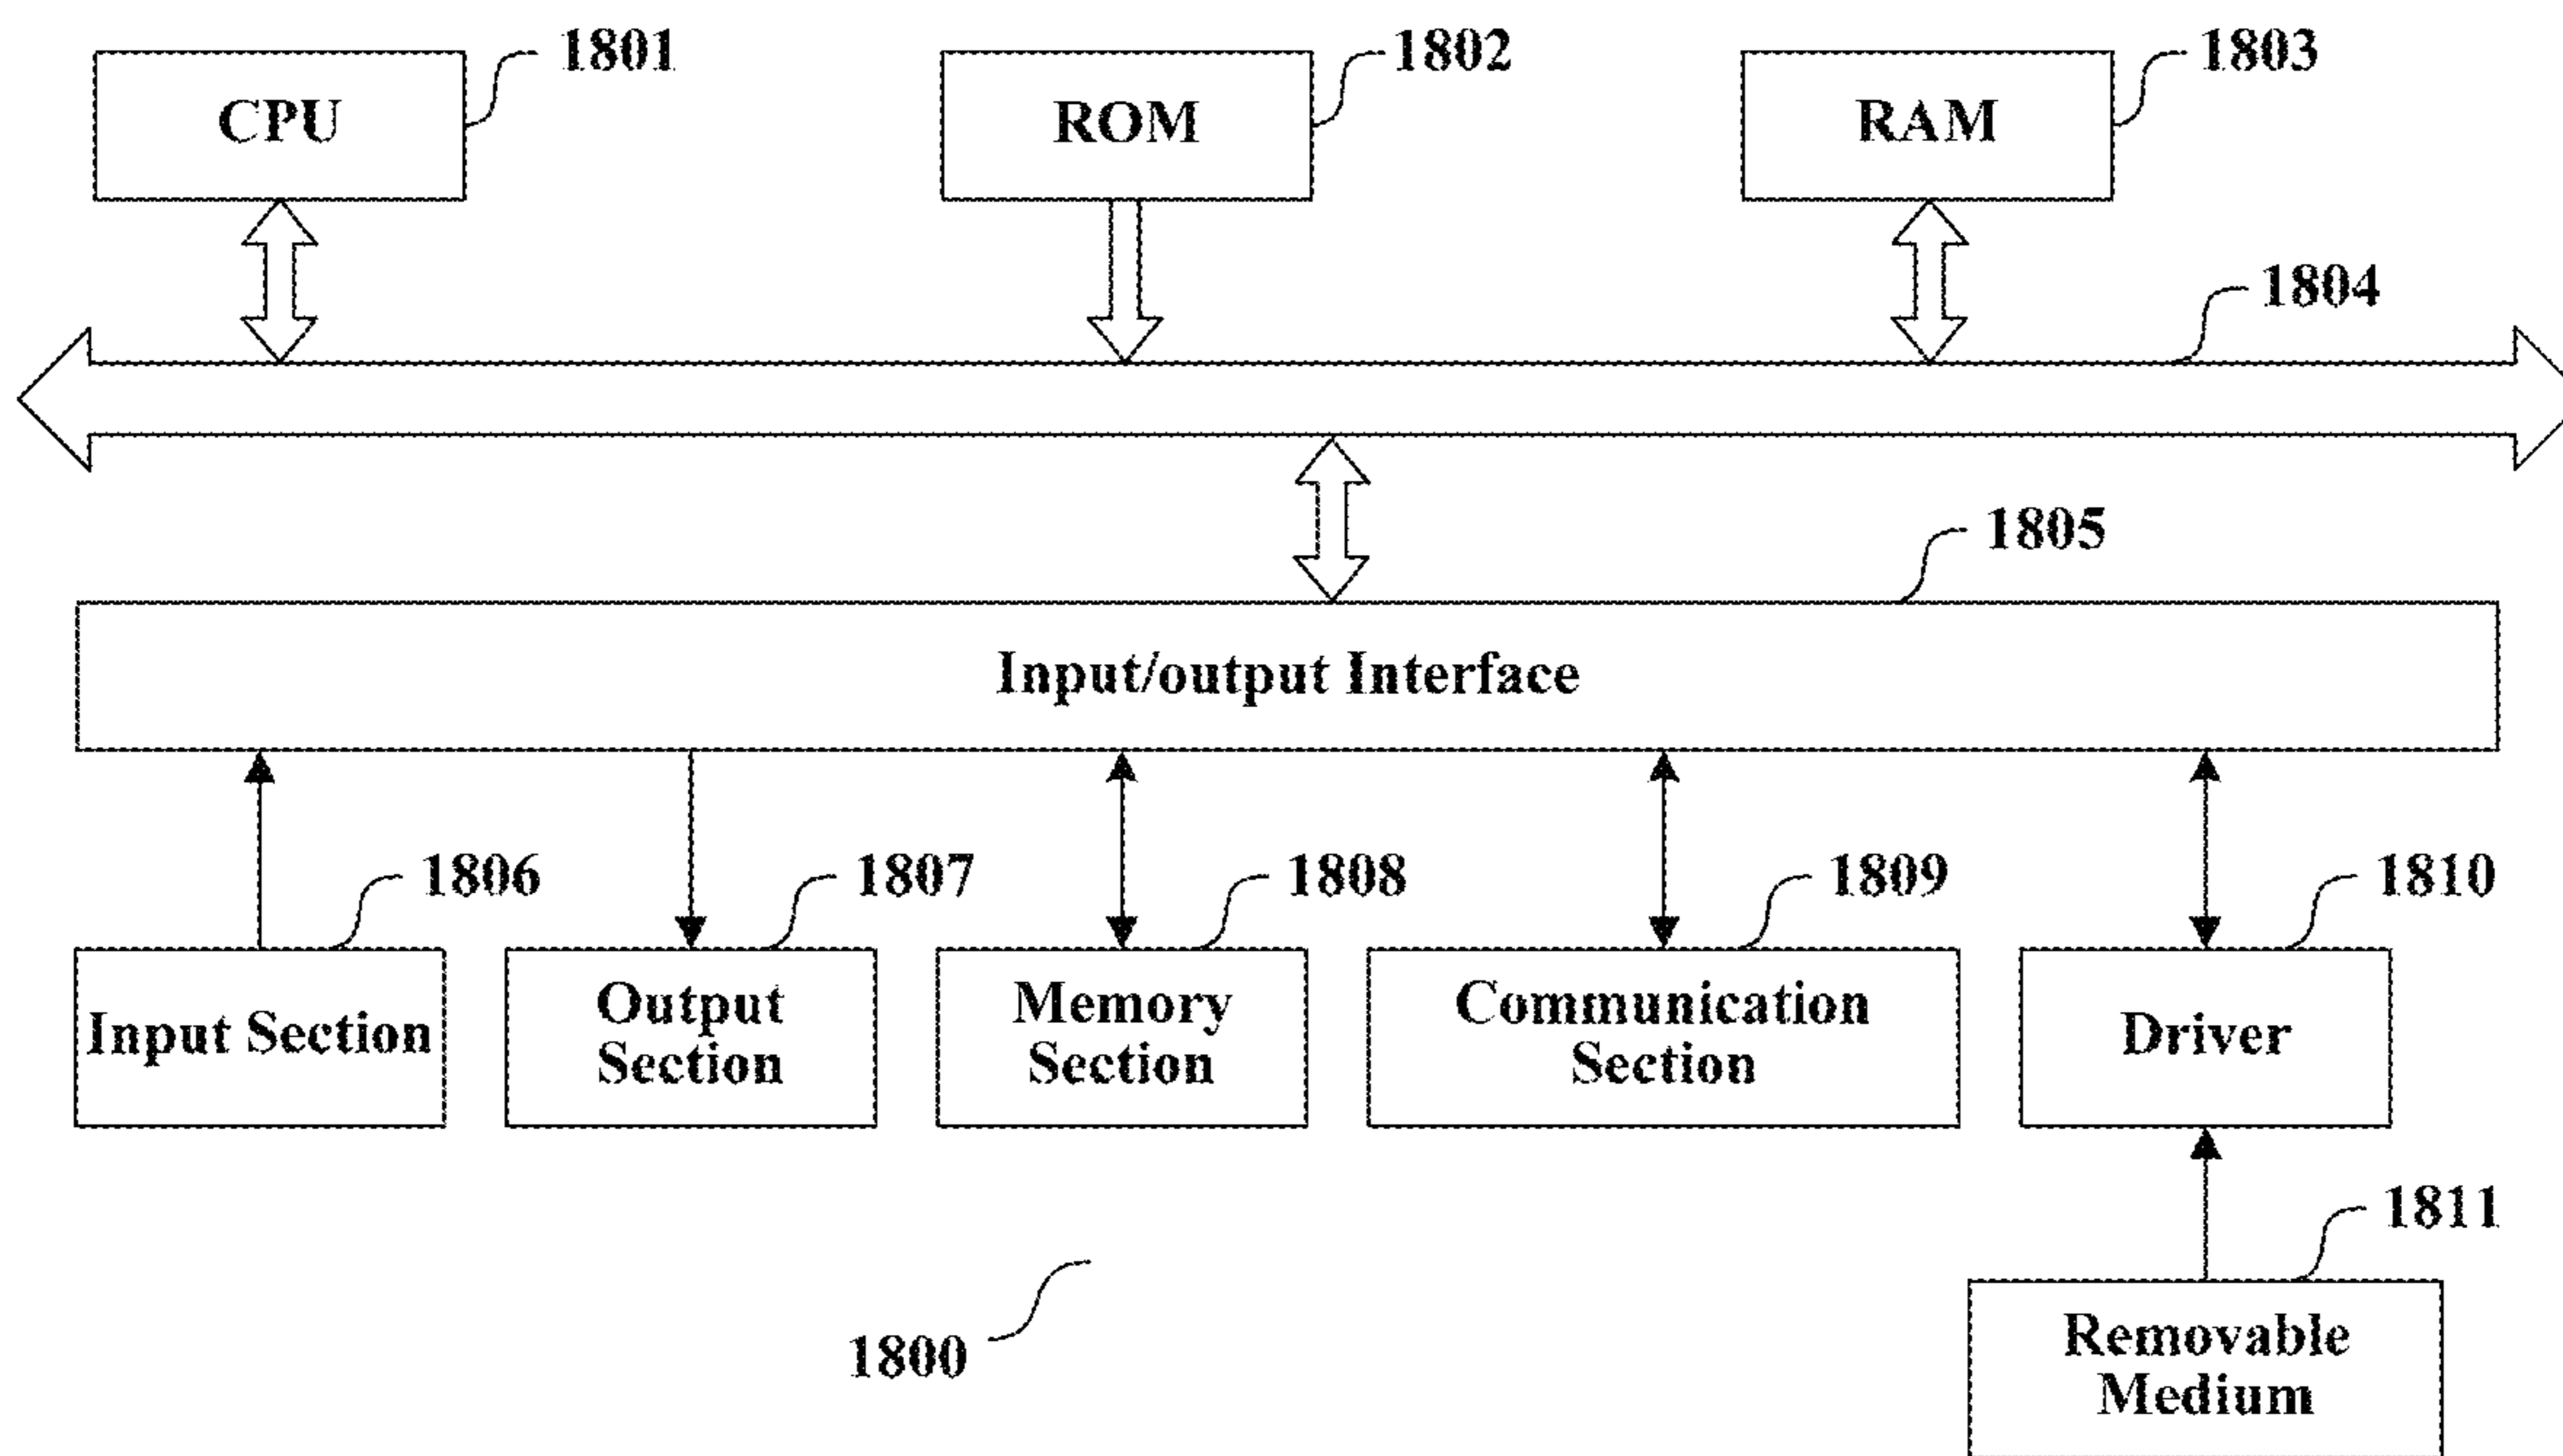 1801
1802
1803
CPU
ROM
RAM
1804
1805
Input/output Interface
1806
1807
1808
1809
1810
Input Section
Output
Section
Memory
Section
Communication
Section
Driver
1811
1800
Removable
Medium